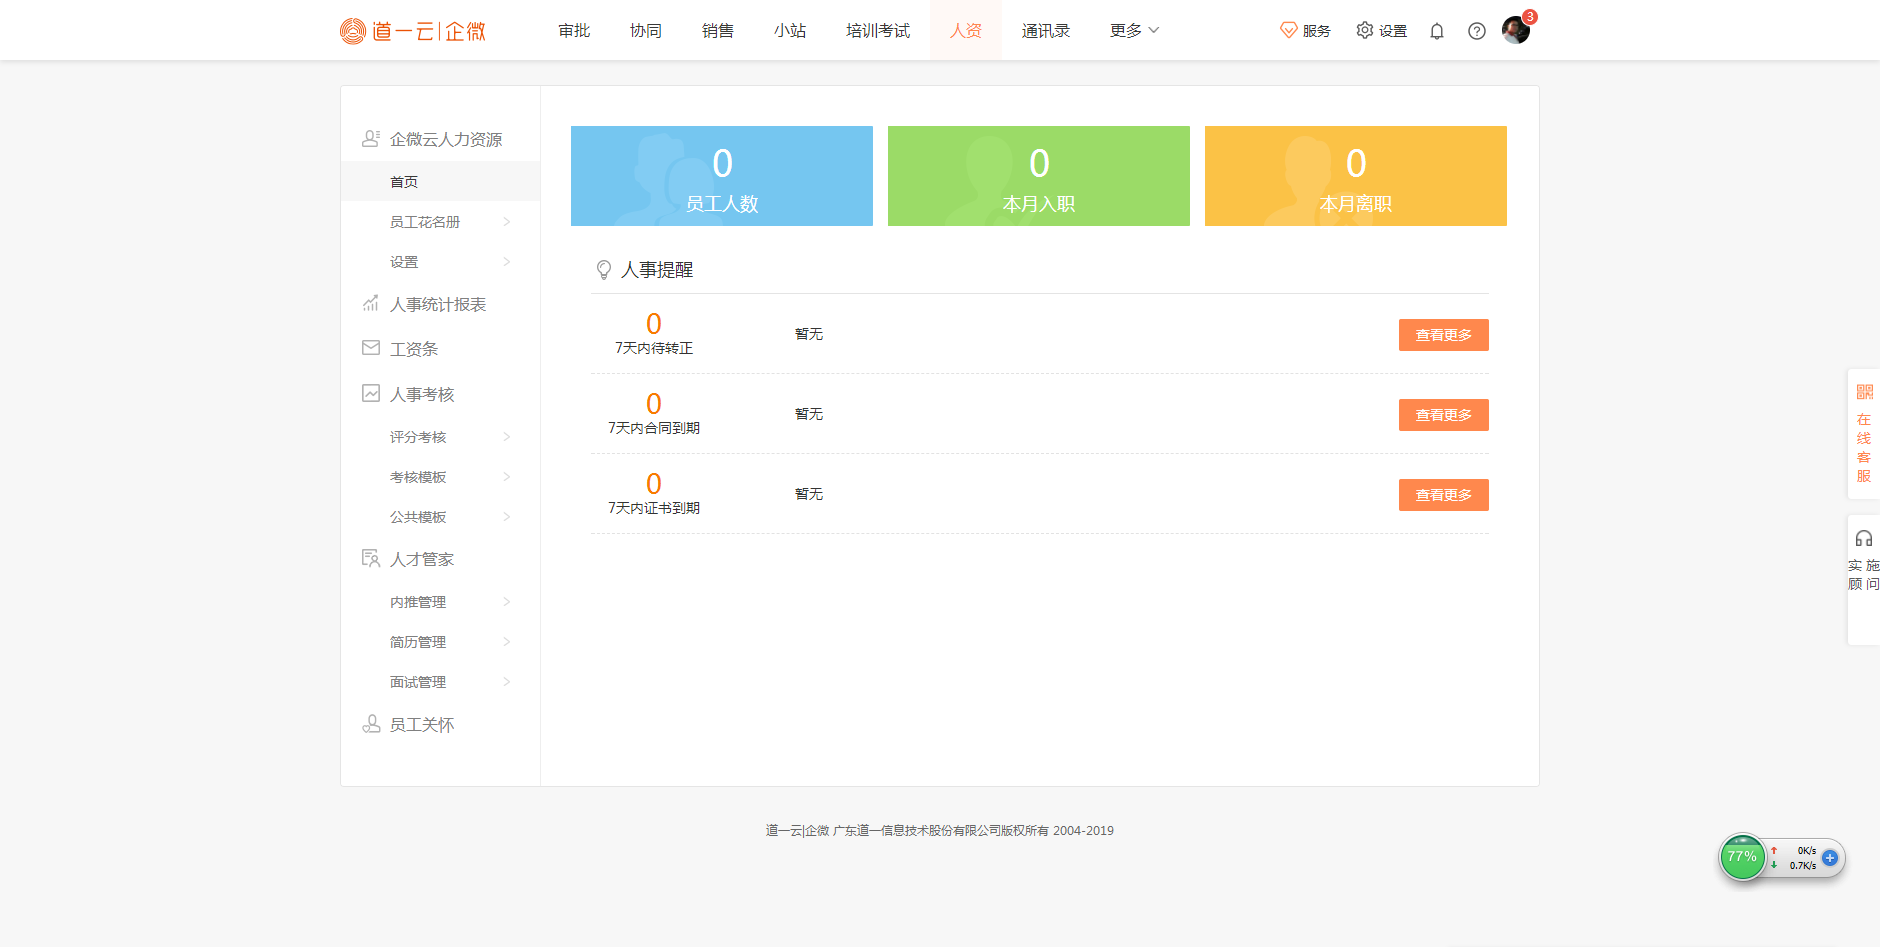 道一云|企微
审批 协同 销售 小站 培训考试 人资 通讯录 更多
服务 设置 3
企微云人力资源
首页
员工花名册
设置
人事统计报表
工资条
人事考核
评分考核
考核模板
公共模板
人才管家
内推管理
简历管理
面试管理
员工关怀
0
员工人数
0
本月入职
0
本月离职
人事提醒
0
7天内待转正
暂无
查看更多
0
7天内合同到期
暂无
查看更多
0
7天内证书到期
暂无
查看更多
在
线
客
服
实 施
顾 问
道一云|企微 广东道一信息技术股份有限公司版权所有 2004-2019
77%
0K/s
0.7K/s